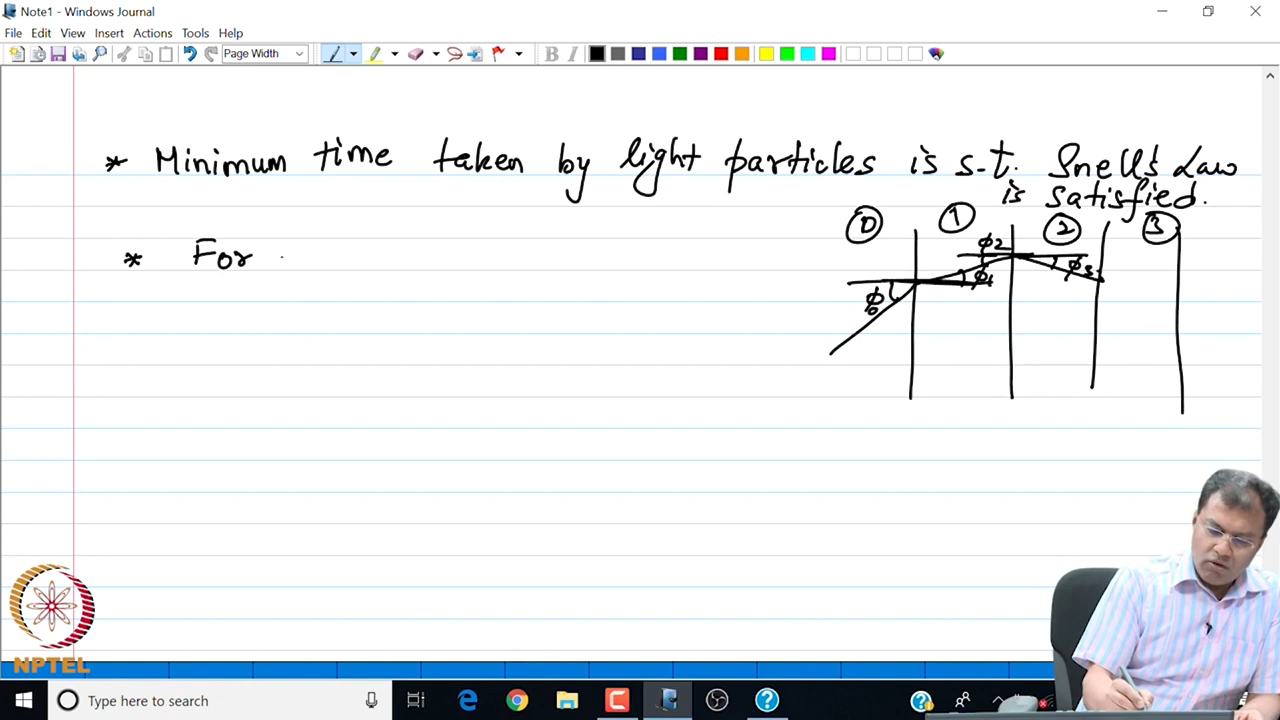 Note1 - Windows Journal
File Edit View Insert Actions Tools Help
Page Width
B I
* Minimum time taken by light particles is s.t. Snell's Law
is satisfied.
0 1 2 3
* For
ϕ2
ϕ1 ϕ3
ϕ0
NPTEL
Type here to search